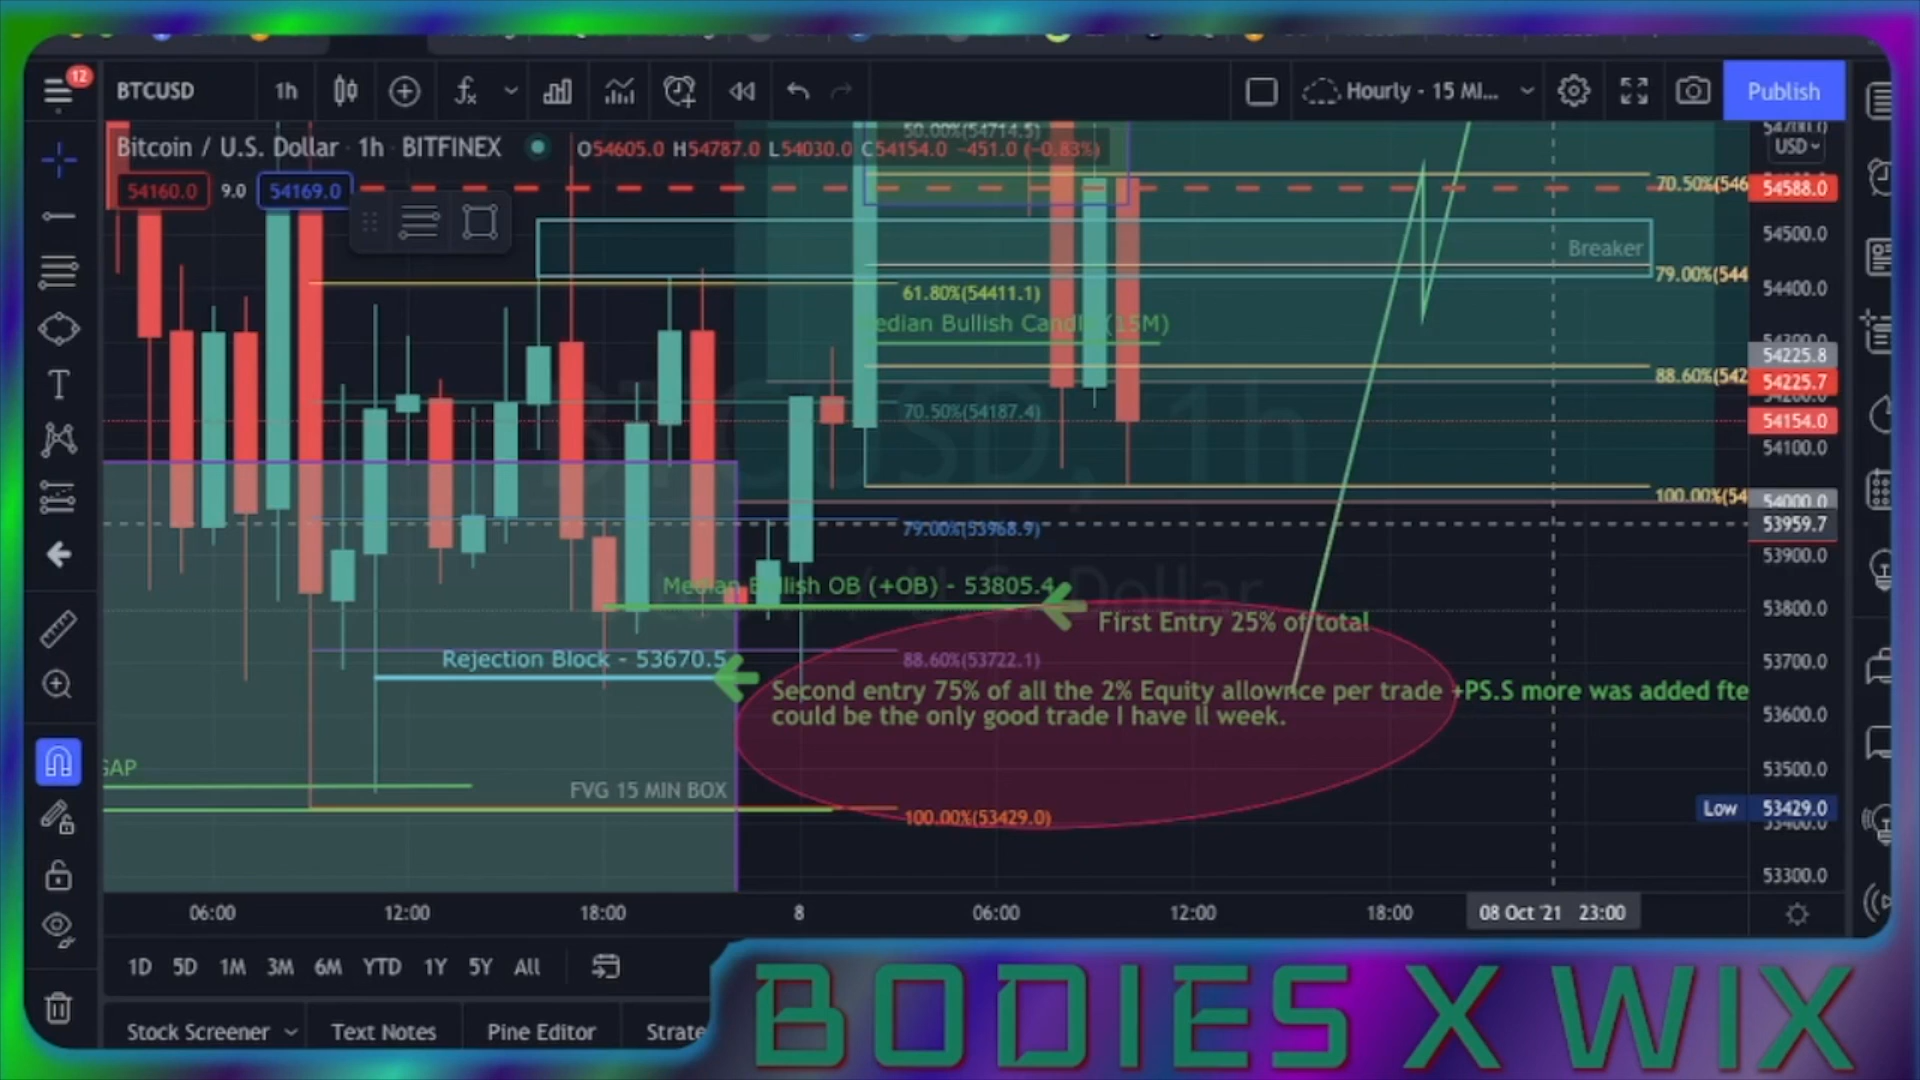 12
BTCUSD
1h
Hourly - 15 MI...
Publish
Bitcoin / U.S. Dollar 1h BITFINEX
O54605.0 H54787.0 L54030.0 C54154.0 -451.0 (-0.83%)
50.00%(54714.5)
USD
54160.0
9.0
54169.0
70.50%(546
54588.0
54500.0
Breaker
79.00%(544
54400.0
61.80%(54411.1)
Median Bullish Candle (15M)
54225.8
88.60%(542
54225.7
70.50%(54187.4)
54154.0
BTCUSD, 1h
54100.0
100.00%(54
54000.0
53959.7
79.00%(53968.9)
53900.0
Median Bullish OB (+OB) - 53805.4
53800.0
First Entry 25% of total
Rejection Block - 53670.5
88.60%(53722.1)
53700.0
Second entry 75% of all the 2% Equity allownce per trade +PS.S more was added fte
could be the only good trade I have ll week.
53600.0
GAP
FVG 15 MIN BOX
53500.0
Low 53429.0
100.00%(53429.0)
53400.0
53300.0
06:00
12:00
18:00
8
06:00
12:00
18:00
08 Oct '21 23:00
1D 5D 1M 3M 6M YTD 1Y 5Y All
Stock Screener
Text Notes
Pine Editor
Strate
BODIES X WIX